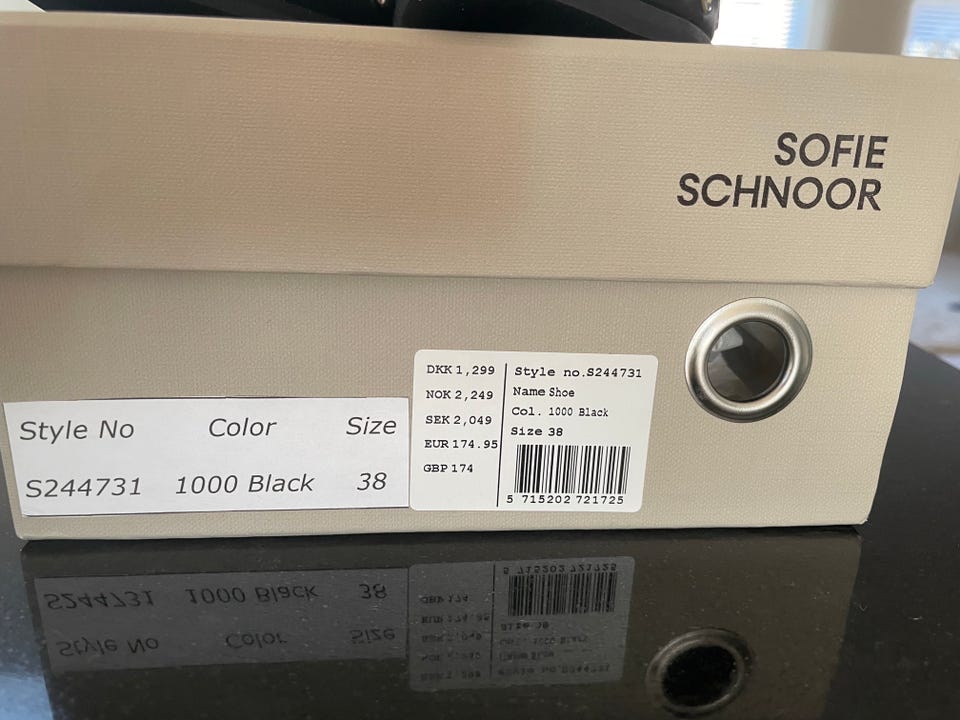 SOFIE
SCHNOOR
Style No Color Size
S244731 1000 Black 38
DKK 1,299
NOK 2,249
SEK 2,049
EUR 174.95
GBP 174
Style no.S244731
Name Shoe
Col. 1000 Black
Size 38
5 715202 721725